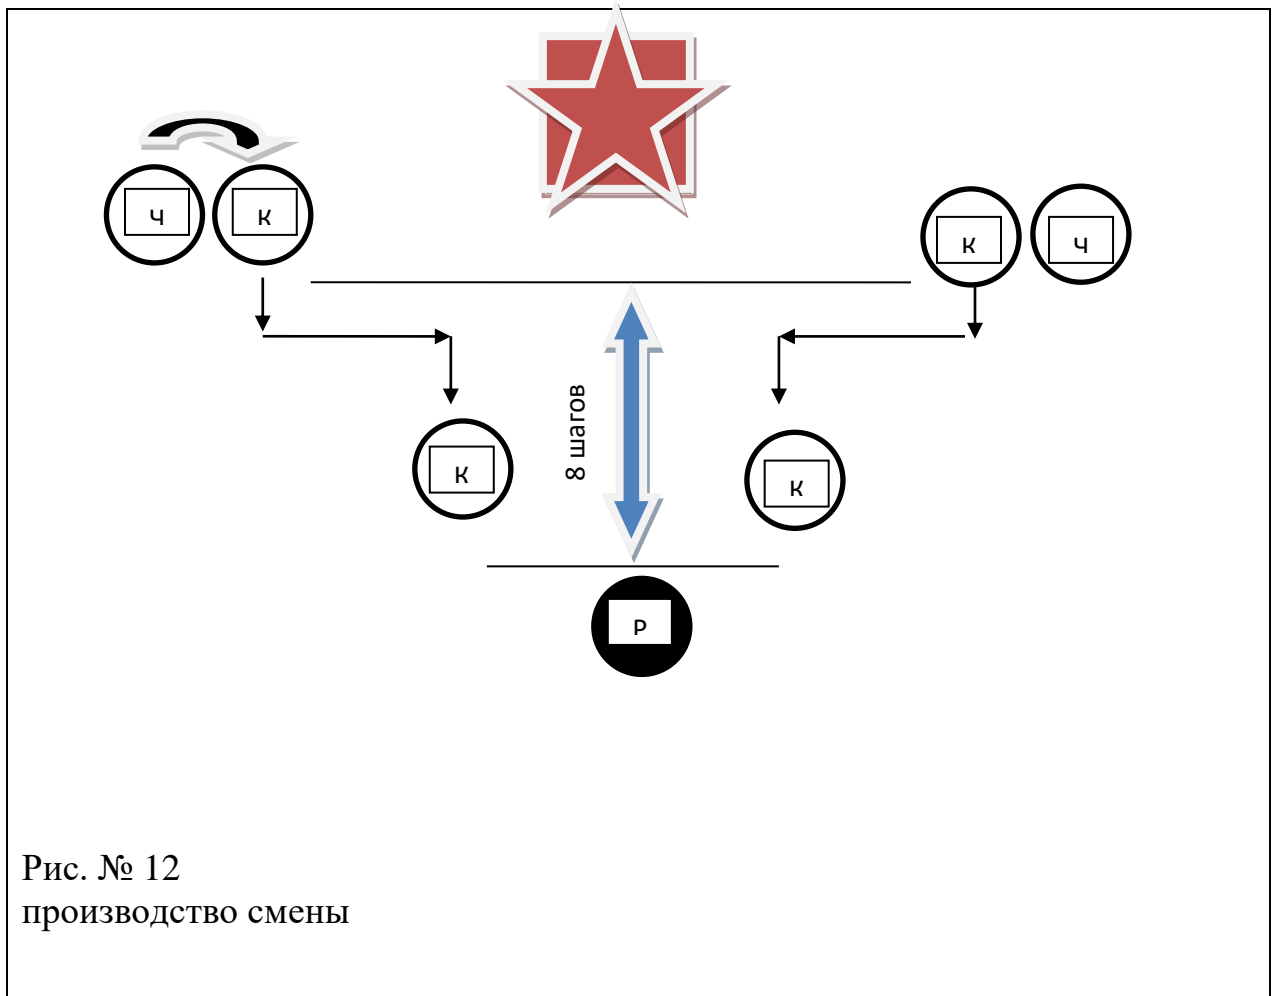 ч к
к ч
8 шагов
к
к
Р
Рис. № 12
производство смены